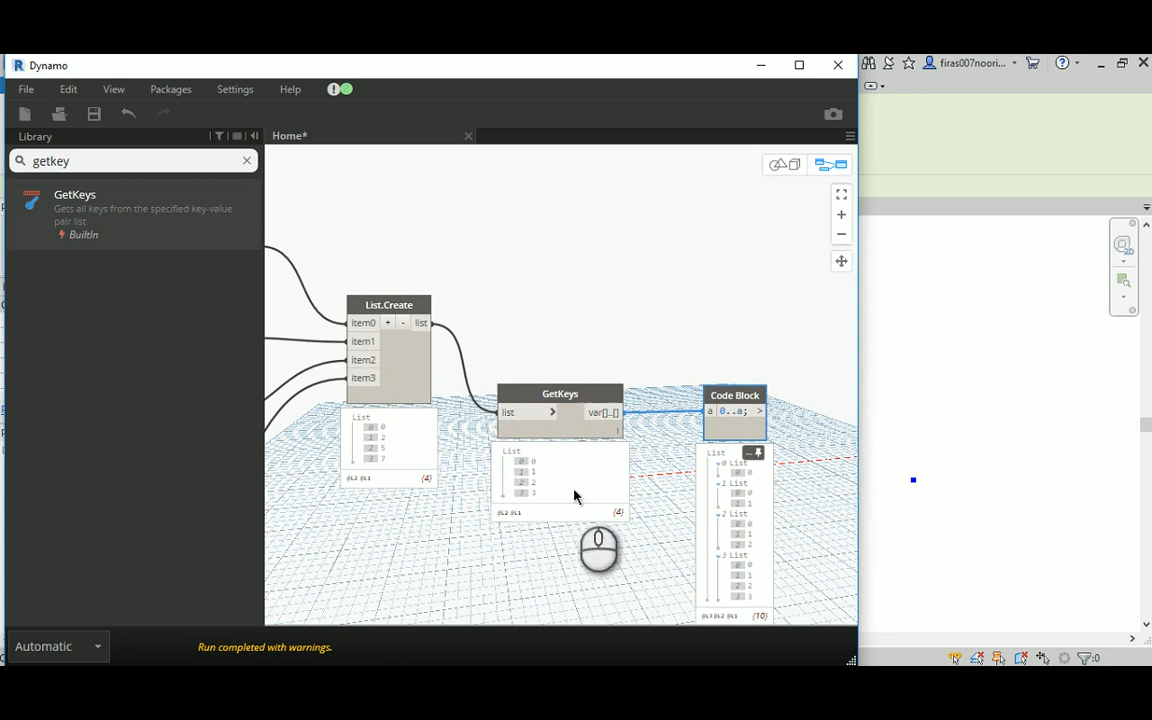 Dynamo
firas007noori...
File Edit View Packages Settings Help
Library
Home*
getkey
GetKeys
Gets all keys from the specified key-value
pair list
BuiltIn
List.Create
item0 + - list
item1
item2
item3
List
0 0
1 2
2 5
3 7
@L2 @L1 {4}
GetKeys
list > var[]..[]
List
0 0
1 1
2 2
3 3
@L2 @L1 {4}
Code Block
a 0..a; >
List
0 List
0 0
1 List
0 0
1 1
2 List
0 0
1 1
2 2
3 List
0 0
1 1
2 2
3 3
@L3 @L2 @L1 {10}
Automatic
Run completed with warnings.
:0